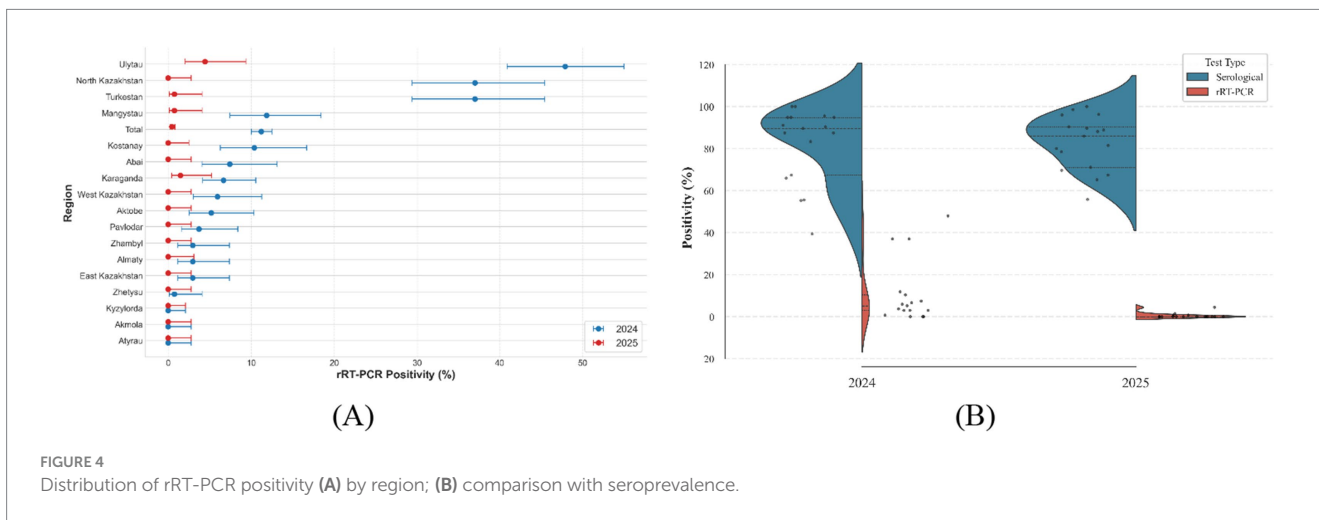 Region
Ulytau
North Kazakhstan
Turkestan
Mangystau
Total
Kostanay
Abai
Karaganda
West Kazakhstan
Aktobe
Pavlodar
Zhambyl
Almaty
East Kazakhstan
Zhetysu
Kyzylorda
Akmola
Atyrau
0 10 20 30 40 50
rRT-PCR Positivity (%)
2024
2025
(A)
Positivity (%)
120
100
80
60
40
20
0
20
2024 2025
Test Type
Serological
rRT-PCR
(B)
FIGURE 4
Distribution of rRT-PCR positivity (A) by region; (B) comparison with seroprevalence.